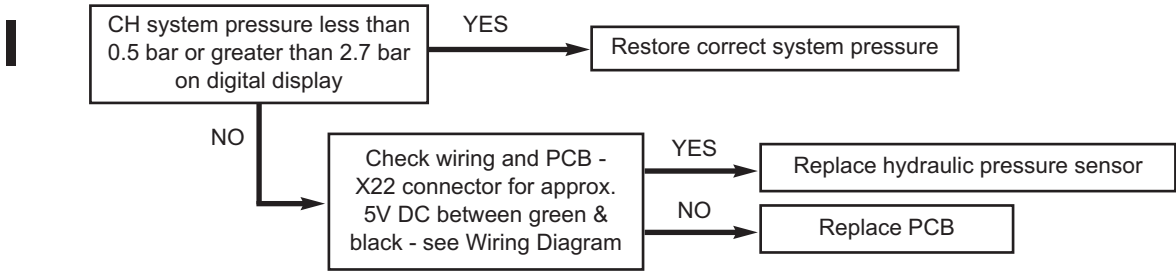 I
CH system pressure less than
0.5 bar or greater than 2.7 bar
on digital display
YES
Restore correct system pressure
NO
Check wiring and PCB -
X22 connector for approx.
5V DC between green &
black - see Wiring Diagram
YES
Replace hydraulic pressure sensor
NO
Replace PCB